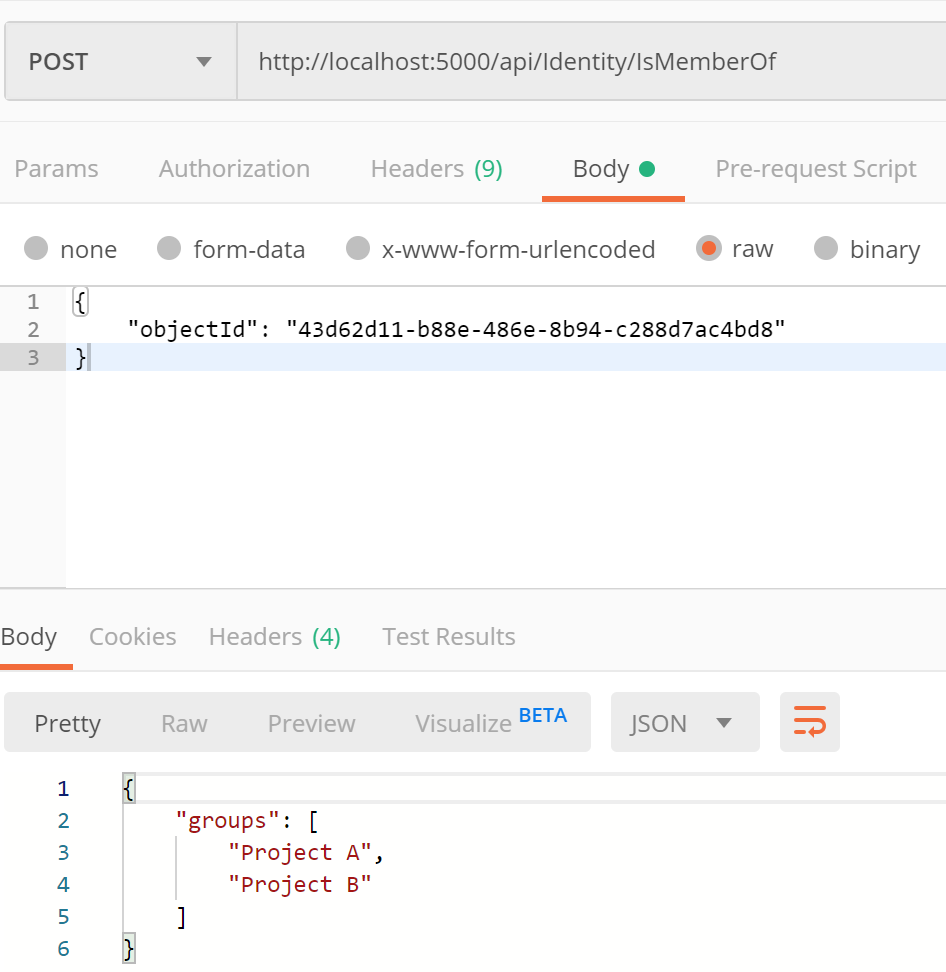 POST http://localhost:5000/api/Identity/IsMemberOf
Params Authorization Headers (9) Body Pre-request Script
none form-data x-www-form-urlencoded raw binary
1 {
2 "objectId": "43d62d11-b88e-486e-8b94-c288d7ac4bd8"
3 }
Body Cookies Headers (4) Test Results
Pretty Raw Preview Visualize BETA JSON
1 {
2 "groups": [
3 "Project A",
4 "Project B"
5 ]
6 }